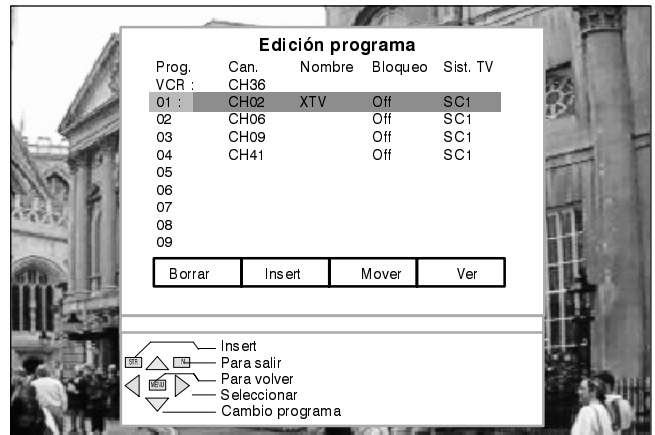 Edición programa
Prog. Can. Nombre Bloqueo Sist. TV
VCR : CH36
01 : CH02 XTV Off SC1
02 CH06 Off SC1
03 CH09 Off SC1
04 CH41 Off SC1
05
06
07
08
09
Borrar Insert Mover Ver
Insert
STR N Para salir
MENU Para volver
Seleccionar
Cambio programa